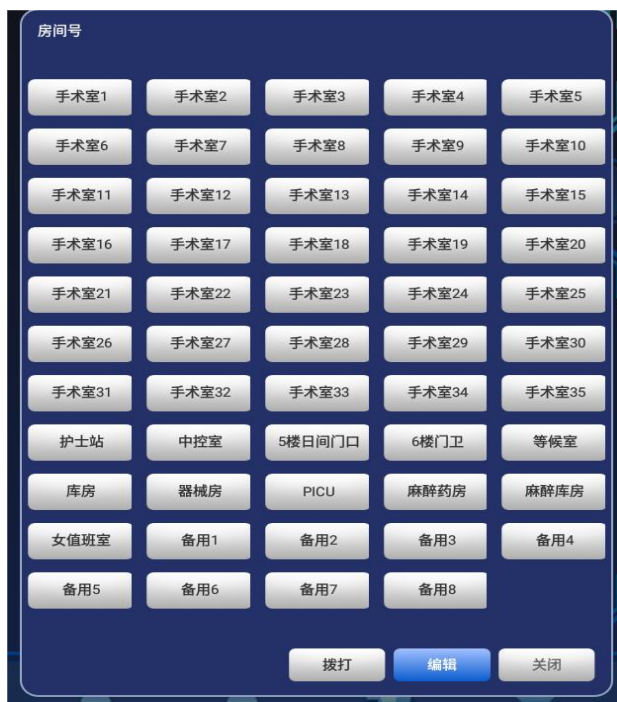 房间号
手术室1 手术室2 手术室3 手术室4 手术室5
手术室6 手术室7 手术室8 手术室9 手术室10
手术室11 手术室12 手术室13 手术室14 手术室15
手术室16 手术室17 手术室18 手术室19 手术室20
手术室21 手术室22 手术室23 手术室24 手术室25
手术室26 手术室27 手术室28 手术室29 手术室30
手术室31 手术室32 手术室33 手术室34 手术室35
护士站 中控室 5楼日间门口 6楼门卫 等候室
库房 器械房 PICU 麻醉药房 麻醉库房
女值班室 备用1 备用2 备用3 备用4
备用5 备用6 备用7 备用8
拨打 编辑 关闭